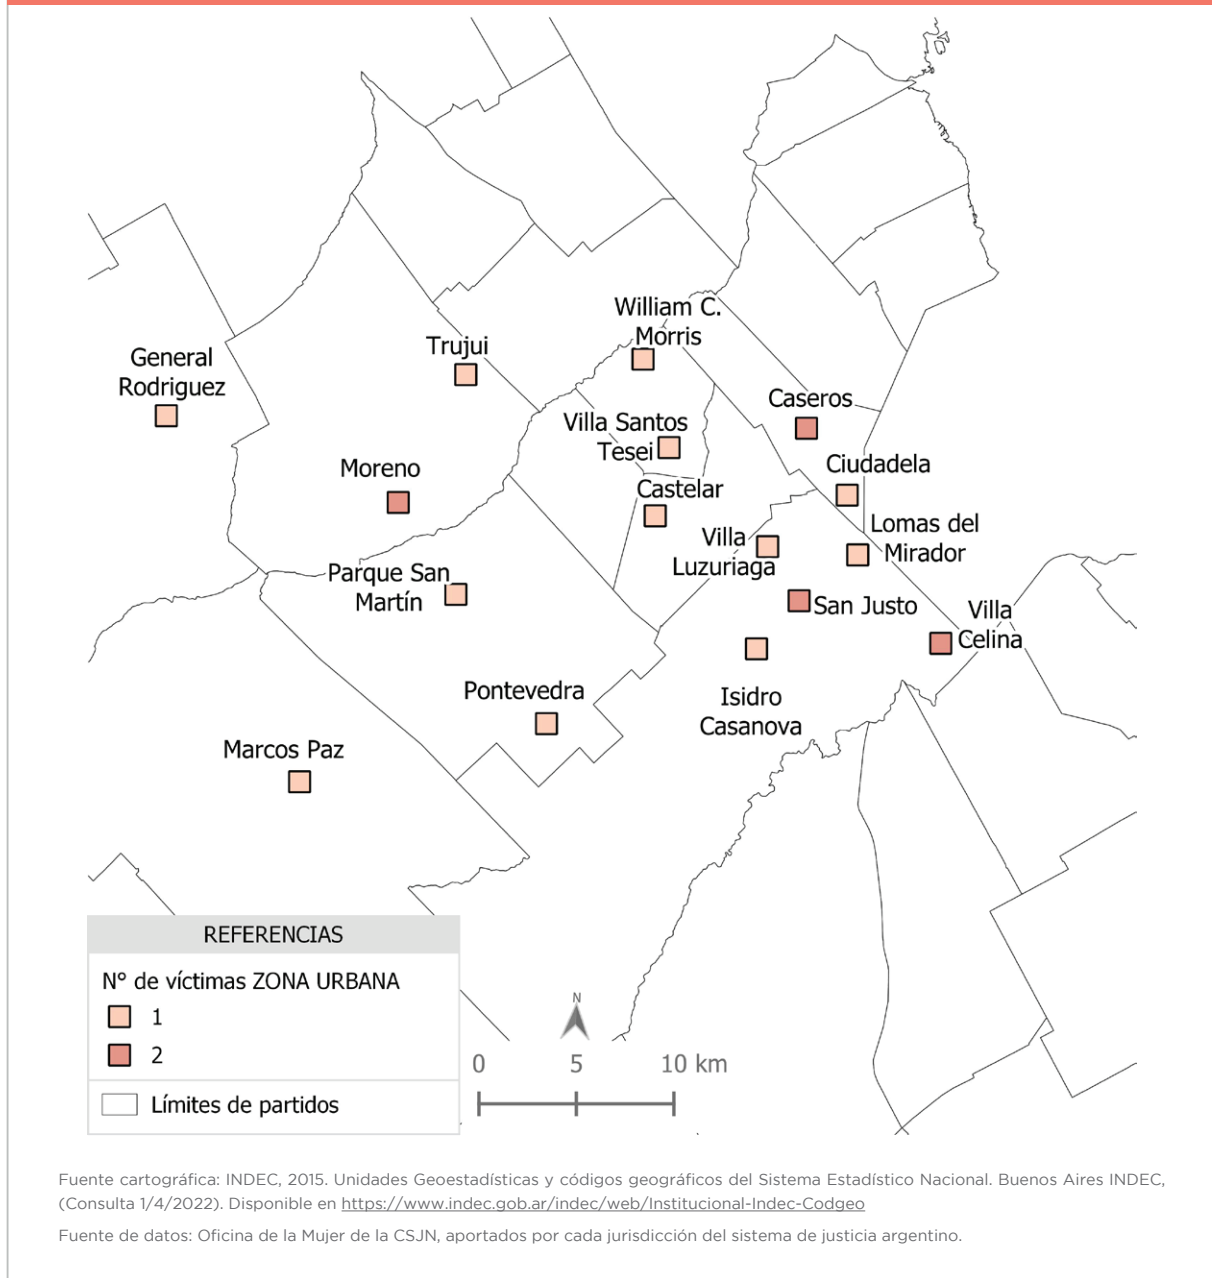 William C.
Morris
General
Rodriguez
Trujui
Caseros
Villa Santos
Tesei
Moreno
Ciudadela
Castelar
Lomas del
Mirador
Villa
Luzuriaga
Parque San
Martín
San Justo
Villa
Celina
Pontevedra
Isidro
Casanova
Marcos Paz
REFERENCIAS
N° de víctimas ZONA URBANA
1
2
Límites de partidos
N
0 5 10 km
Fuente cartográfica: INDEC, 2015. Unidades Geoestadísticas y códigos geográficos del Sistema Estadístico Nacional. Buenos Aires INDEC,
(Consulta 1/4/2022). Disponible en https://www.indec.gob.ar/indec/web/Institucional-Indec-Codgeo
Fuente de datos: Oficina de la Mujer de la CSJN, aportados por cada jurisdicción del sistema de justicia argentino.